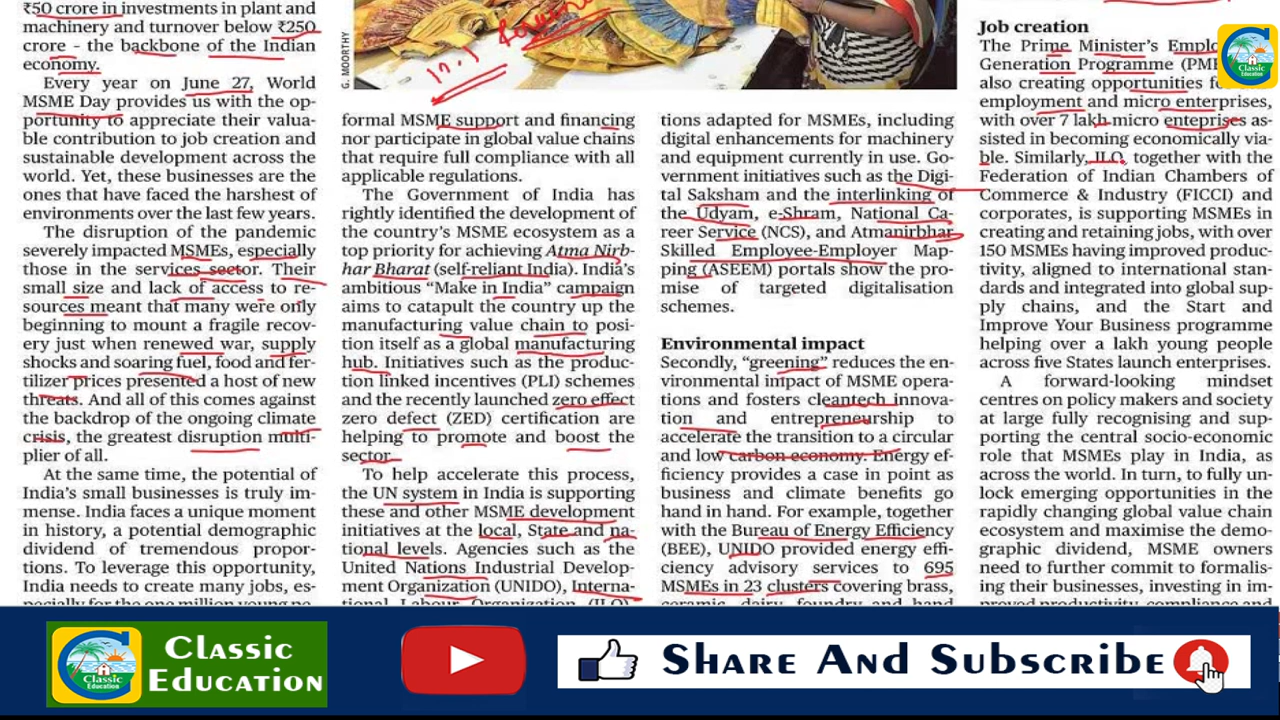 ₹50 crore in investments in plant and
machinery and turnover below ₹250
crore - the backbone of the Indian
economy.
Every year on June 27, World
MSME Day provides us with the op-
portunity to appreciate their valua-
ble contribution to job creation and
sustainable development across the
world. Yet, these businesses are the
ones that have faced the harshest of
environments over the last few years.
The disruption of the pandemic
severely impacted MSMEs, especially
those in the services sector. Their
small size and lack of access to re-
sources meant that many were only
beginning to mount a fragile recov-
ery just when renewed war, supply
shocks and soaring fuel, food and fer-
tilizer prices presented a host of new
threats. And all of this comes against
the backdrop of the ongoing climate
crisis, the greatest disruption multi-
plier of all.
At the same time, the potential of
India's small businesses is truly im-
mense. India faces a unique moment
in history, a potential demographic
dividend of tremendous propor-
tions. To leverage this opportunity,
India needs to create many jobs, es-
pecially for the one million young pe
G. MOORTHY
formal MSME support and financing
nor participate in global value chains
that require full compliance with all
applicable regulations.
The Government of India has
rightly identified the development of
the country's MSME ecosystem as a
top priority for achieving Atma Nirb-
har Bharat (self-reliant India). India's
ambitious "Make in India" campaign
aims to catapult the country up the
manufacturing value chain to posi-
tion itself as a global manufacturing
hub. Initiatives such as the produc-
tion linked incentives (PLI) schemes
and the recently launched zero effect
zero defect (ZED) certification are
helping to promote and boost the
sector.
To help accelerate this process,
the UN system in India is supporting
these and other MSME development
initiatives at the local, State and na-
tional levels. Agencies such as the
United Nations Industrial Develop-
ment Organization (UNIDO), Interna-
tional Labour Organization (ILO)
tions adapted for MSMEs, including
digital enhancements for machinery
and equipment currently in use. Go-
vernment initiatives such as the Digi-
tal Saksham and the interlinking of
the Udyam, e-Shram, National Ca-
reer Service (NCS), and Atmanirbhar
Skilled Employee-Employer Map-
ping (ASEEM) portals show the pro-
mise of targeted digitalisation
schemes.
Environmental impact
Secondly, "greening" reduces the en-
vironmental impact of MSME opera-
tions and fosters cleantech innova-
tion and entrepreneurship to
accelerate the transition to a circular
and low carbon economy. Energy ef-
ficiency provides a case in point as
business and climate benefits go
hand in hand. For example, together
with the Bureau of Energy Efficiency
(BEE), UNIDO provided energy effi-
ciency advisory services to 695
MSMEs in 23 clusters covering brass,
ceramic, dairy, foundry and hand
Job creation
The Prime Minister's Emplo
Generation Programme (PME
also creating opportunities fo
employment and micro enterprises,
with over 7 lakh micro enteprises as-
sisted in becoming economically via-
ble. Similarly, ILO, together with the
Federation of Indian Chambers of
Commerce & Industry (FICCI) and
corporates, is supporting MSMEs in
creating and retaining jobs, with over
150 MSMEs having improved produc-
tivity, aligned to international stan-
dards and integrated into global sup-
ply chains, and the Start and
Improve Your Business programme
helping over a lakh young people
across five States launch enterprises.
A forward-looking mindset
centres on policy makers and society
at large fully recognising and sup-
porting the central socio-economic
role that MSMEs play in India, as
across the world. In turn, to fully un-
lock emerging opportunities in the
rapidly changing global value chain
ecosystem and maximise the demo-
graphic dividend, MSME owners
need to further commit to formalis-
ing their businesses, investing in im-
proved productivity, compliance and
Classic
Education
Classic
Education
CLASSIC
EDUCATION
SHARE AND SUBSCRIBE